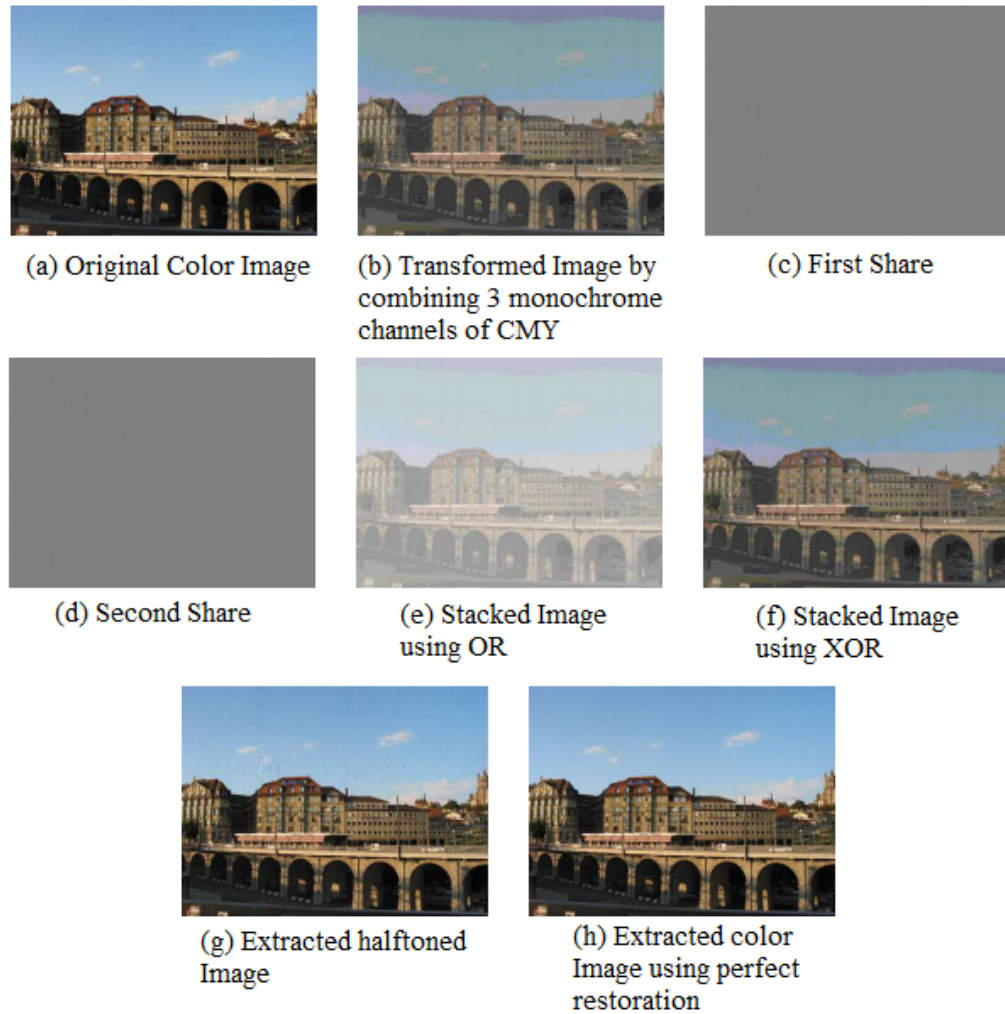 (a) Original Color Image
(b) Transformed Image by
combining 3 monochrome
channels of CMY
(c) First Share
(d) Second Share
(e) Stacked Image
using OR
(f) Stacked Image
using XOR
(g) Extracted halftoned
Image
(h) Extracted color
Image using perfect
restoration